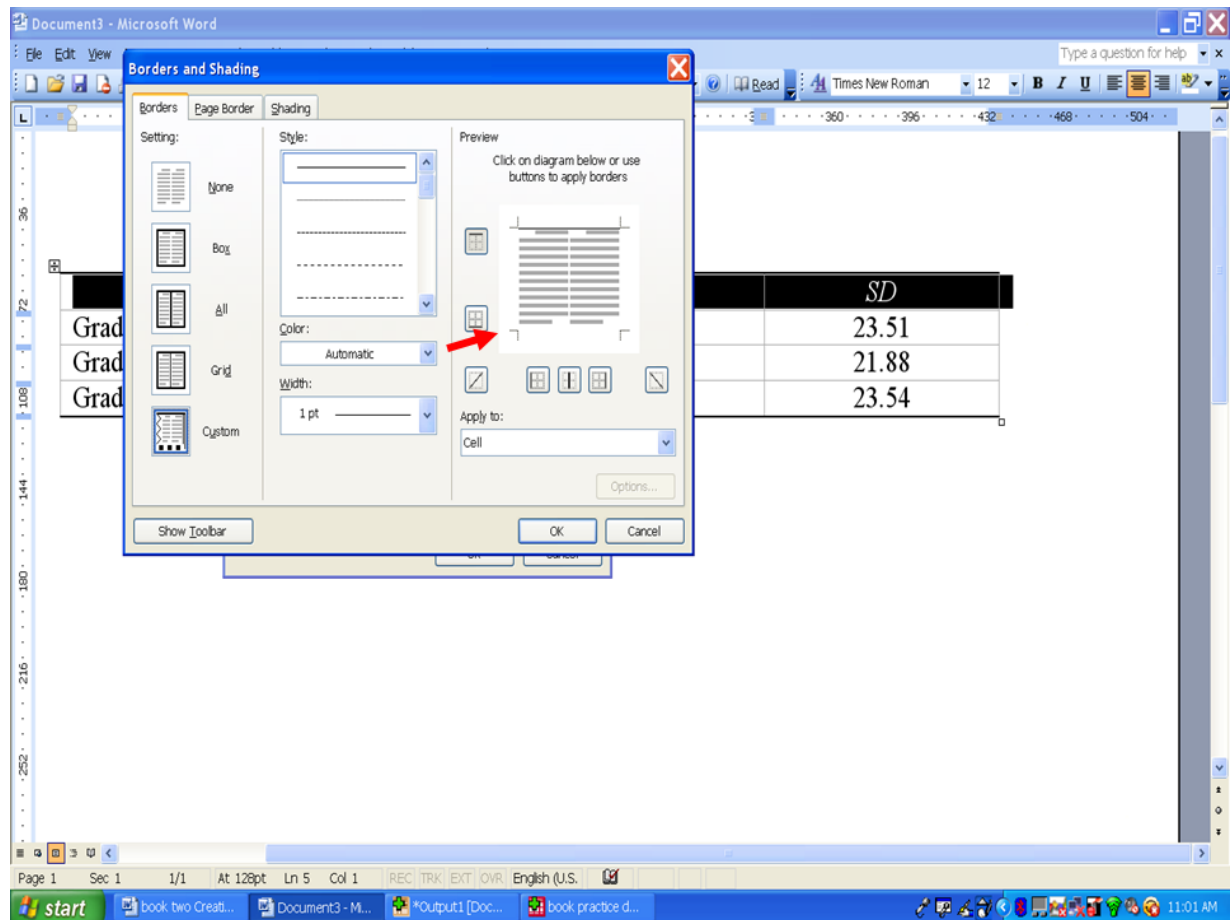 Document3 - Microsoft Word
File Edit View
Type a question for help
Read
Times New Roman
12
B I U
Borders and Shading
Borders Page Border Shading
Setting:
None
Box
All
Grid
Custom
Style:
Color:
Automatic
Width:
1 pt
Preview
Click on diagram below or use
buttons to apply borders
Apply to:
Cell
Options...
Show Toolbar
OK
Cancel
L
360 396 432 468 504
36
72
108
144
180
216
252
SD
Grad
23.51
Grad
21.88
Grad
23.54
Page 1 Sec 1 1/1 At 128pt Ln 5 Col 1 REC TRK EXT OVR English (U.S.
start
book two Creati...
Document3 - M...
*Output1 [Doc...
book practice d...
11:01 AM